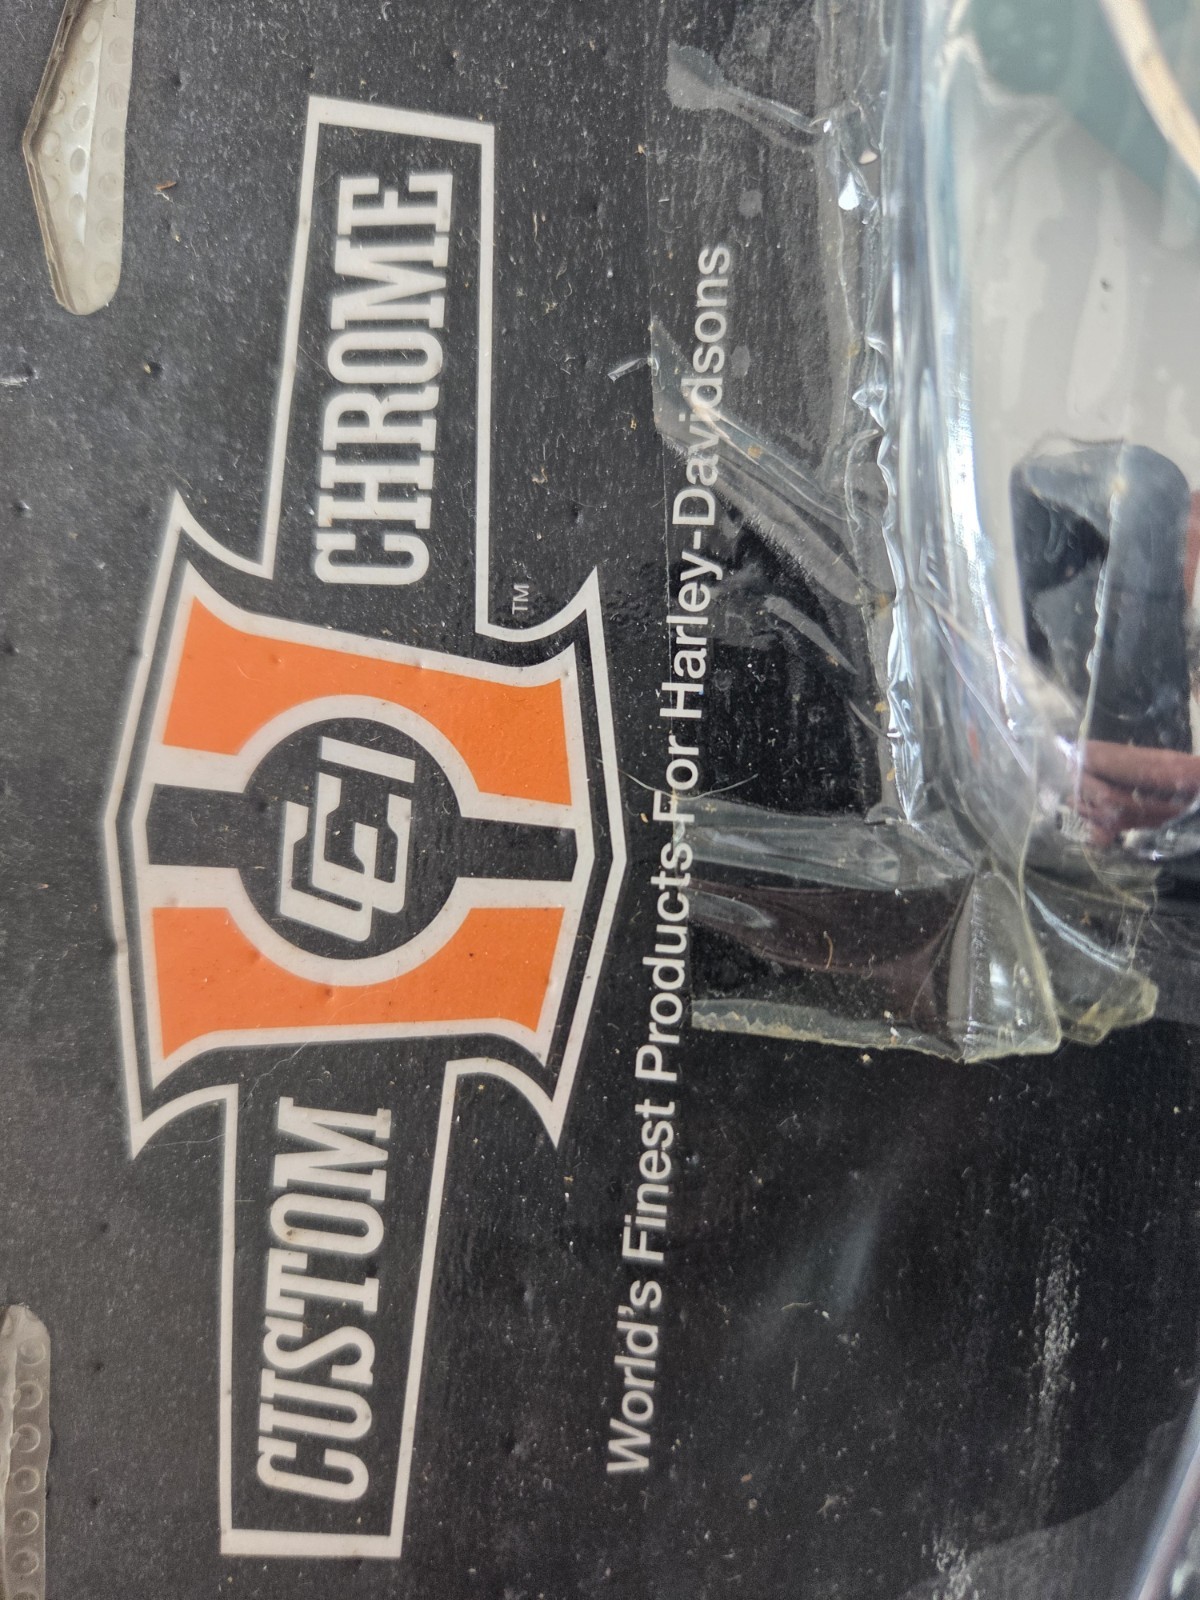 CUSTOM CCI CHROME ™
World's Finest Products For Harley-Davidsons